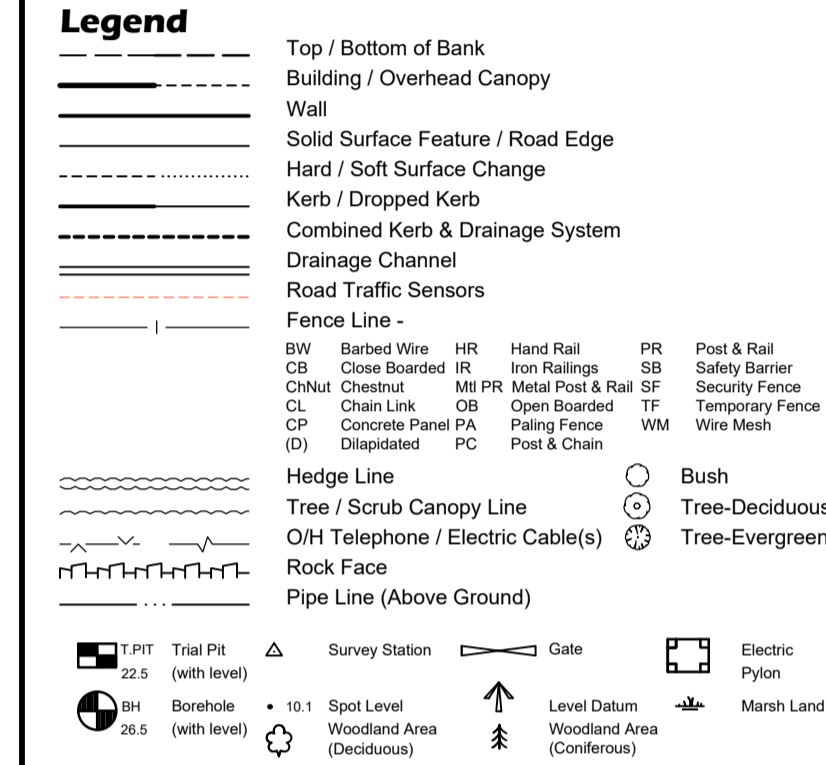 Legend
Top / Bottom of Bank
Building / Overhead Canopy
Wall
Solid Surface Feature / Road Edge
Hard / Soft Surface Change
Kerb / Dropped Kerb
Combined Kerb & Drainage System
Drainage Channel
Road Traffic Sensors
Fence Line -
BW Barbed Wire HR Hand Rail PR Post & Rail
CB Close Boarded IR Iron Railings SB Safety Barrier
ChNut Chestnut Mtl PR Metal Post & Rail SF Security Fence
CL Chain Link OB Open Boarded TF Temporary Fence
CP Concrete Panel PA Paling Fence WM Wire Mesh
(D) Dilapidated PC Post & Chain
Hedge Line Bush
Tree / Scrub Canopy Line Tree-Deciduous
O/H Telephone / Electric Cable(s) Tree-Evergreen
Rock Face
Pipe Line (Above Ground)
T.PIT Trial Pit Survey Station Gate Electric
22.5 (with level) Pylon
BH Borehole 10.1 Spot Level Level Datum Marsh Land
26.5 (with level) Woodland Area Woodland Area
(Deciduous) (Coniferous)